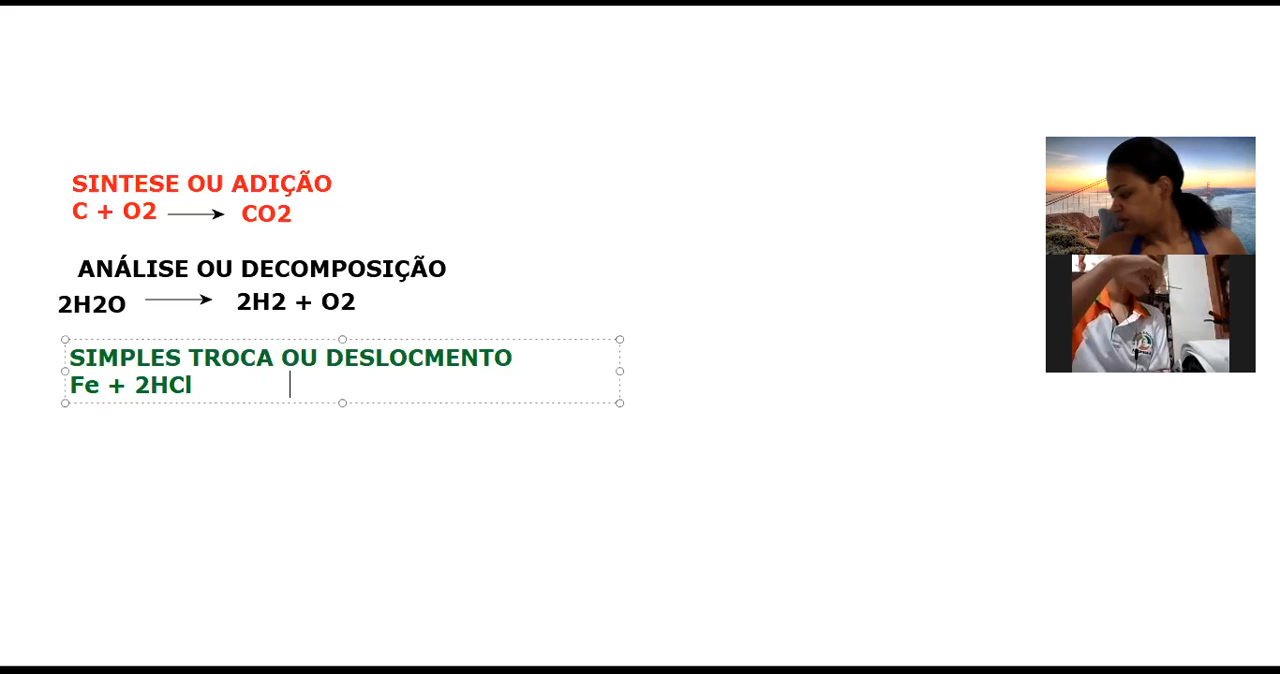 SINTESE OU ADIÇÃO
C + O2 → CO2
ANÁLISE OU DECOMPOSIÇÃO
2H2O → 2H2 + O2
SIMPLES TROCA OU DESLOCMENTO
Fe + 2HCl